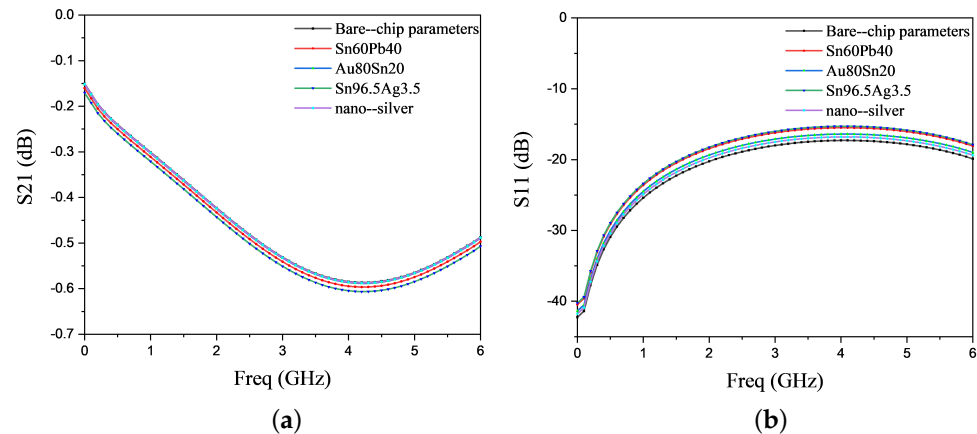 0.0
-0.1
-0.2
-0.3
-0.4
-0.5
-0.6
-0.7
S21 (dB)
Bare--chip parameters
Sn60Pb40
Au80Sn20
Sn96.5Ag3.5
nano--silver
0 1 2 3 4 5 6
Freq (GHz)
(a)
0
-10
-20
-30
-40
S11 (dB)
Bare--chip parameters
Sn60Pb40
Au80Sn20
Sn96.5Ag3.5
nano--silver
0 1 2 3 4 5 6
Freq (GHz)
(b)